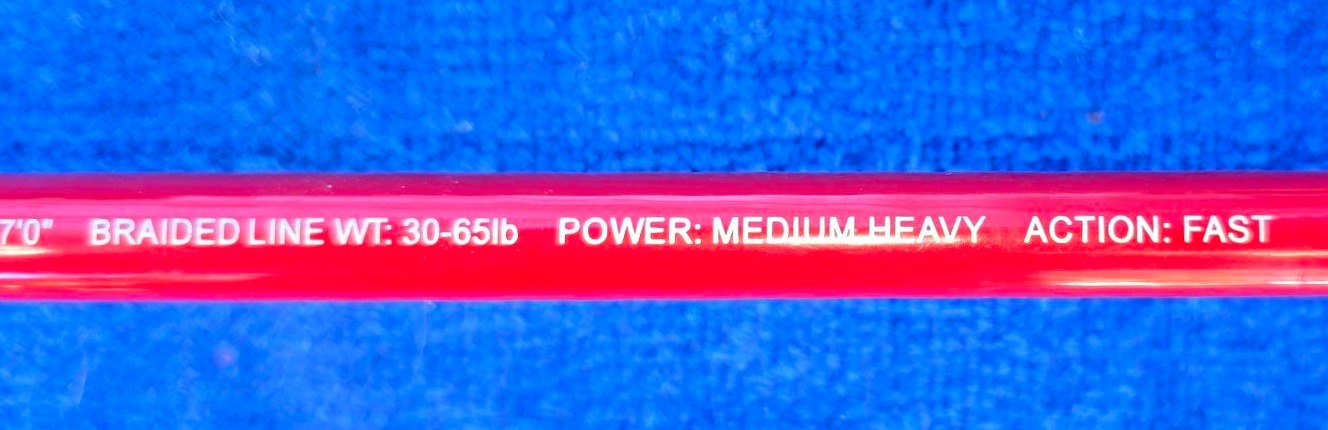 7'0" BRAIDED LINE WT: 30-65lb POWER: MEDIUM HEAVY ACTION: FAST